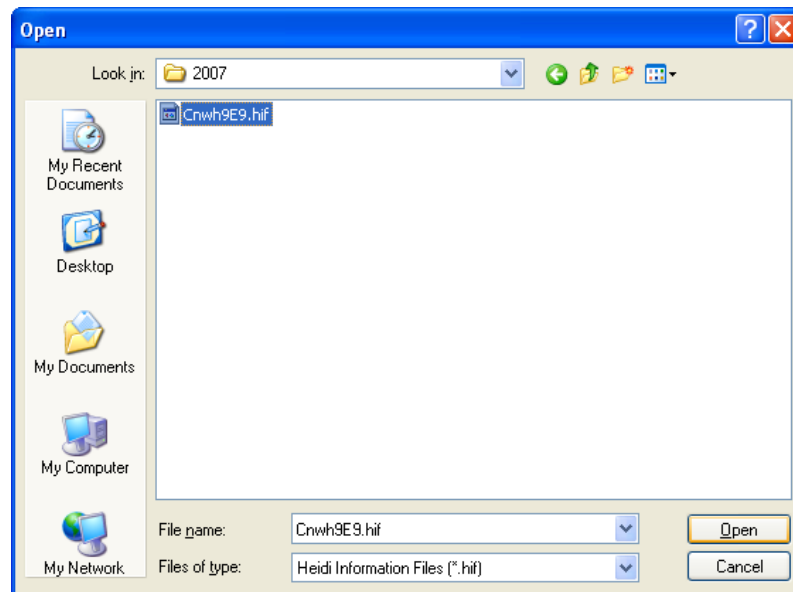 Open
Look in: 2007
Cnwh9E9.hif
My Recent
Documents
Desktop
My Documents
My Computer
My Network
File name: Cnwh9E9.hif Open
Files of type: Heidi Information Files (*.hif) Cancel